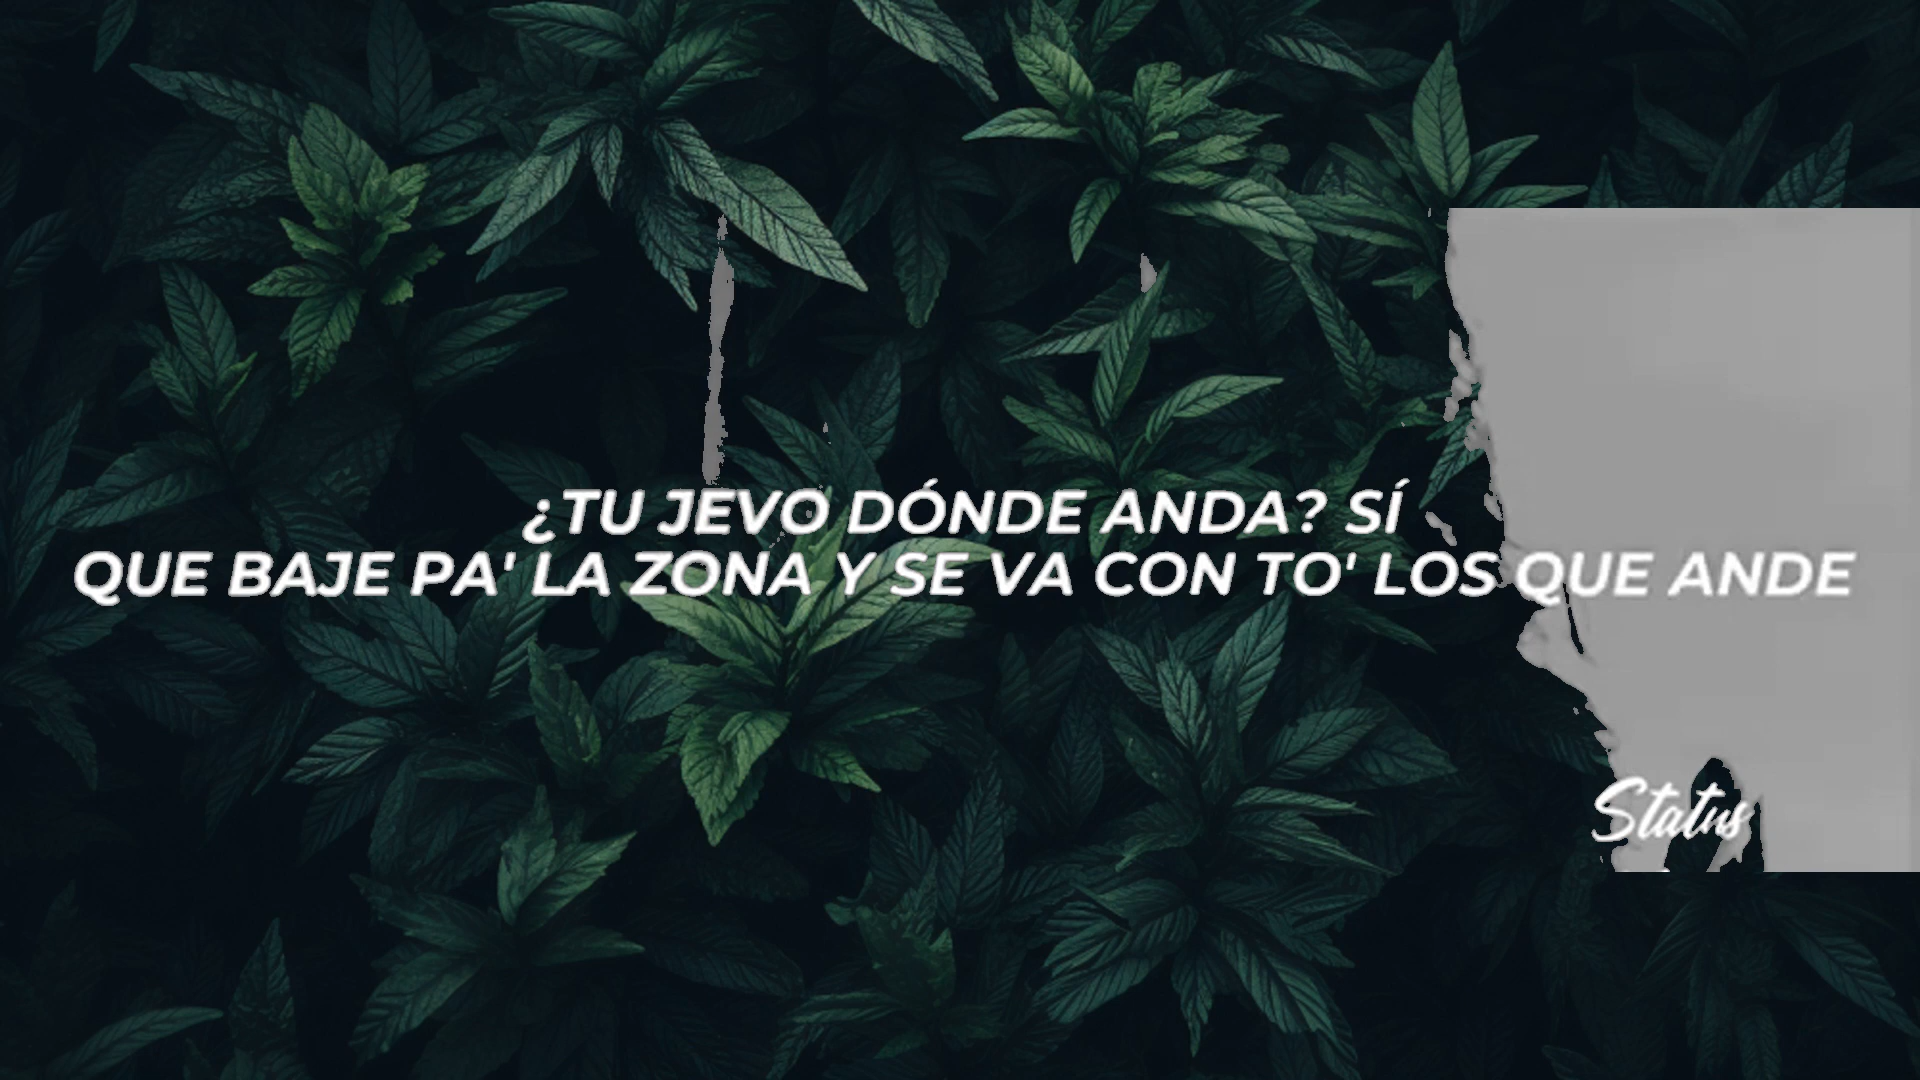 ¿TU JEVO DÓNDE ANDA? SÍ
QUE BAJE PA' LA ZONA Y SE VA CON TO' LOS QUE ANDE
Status